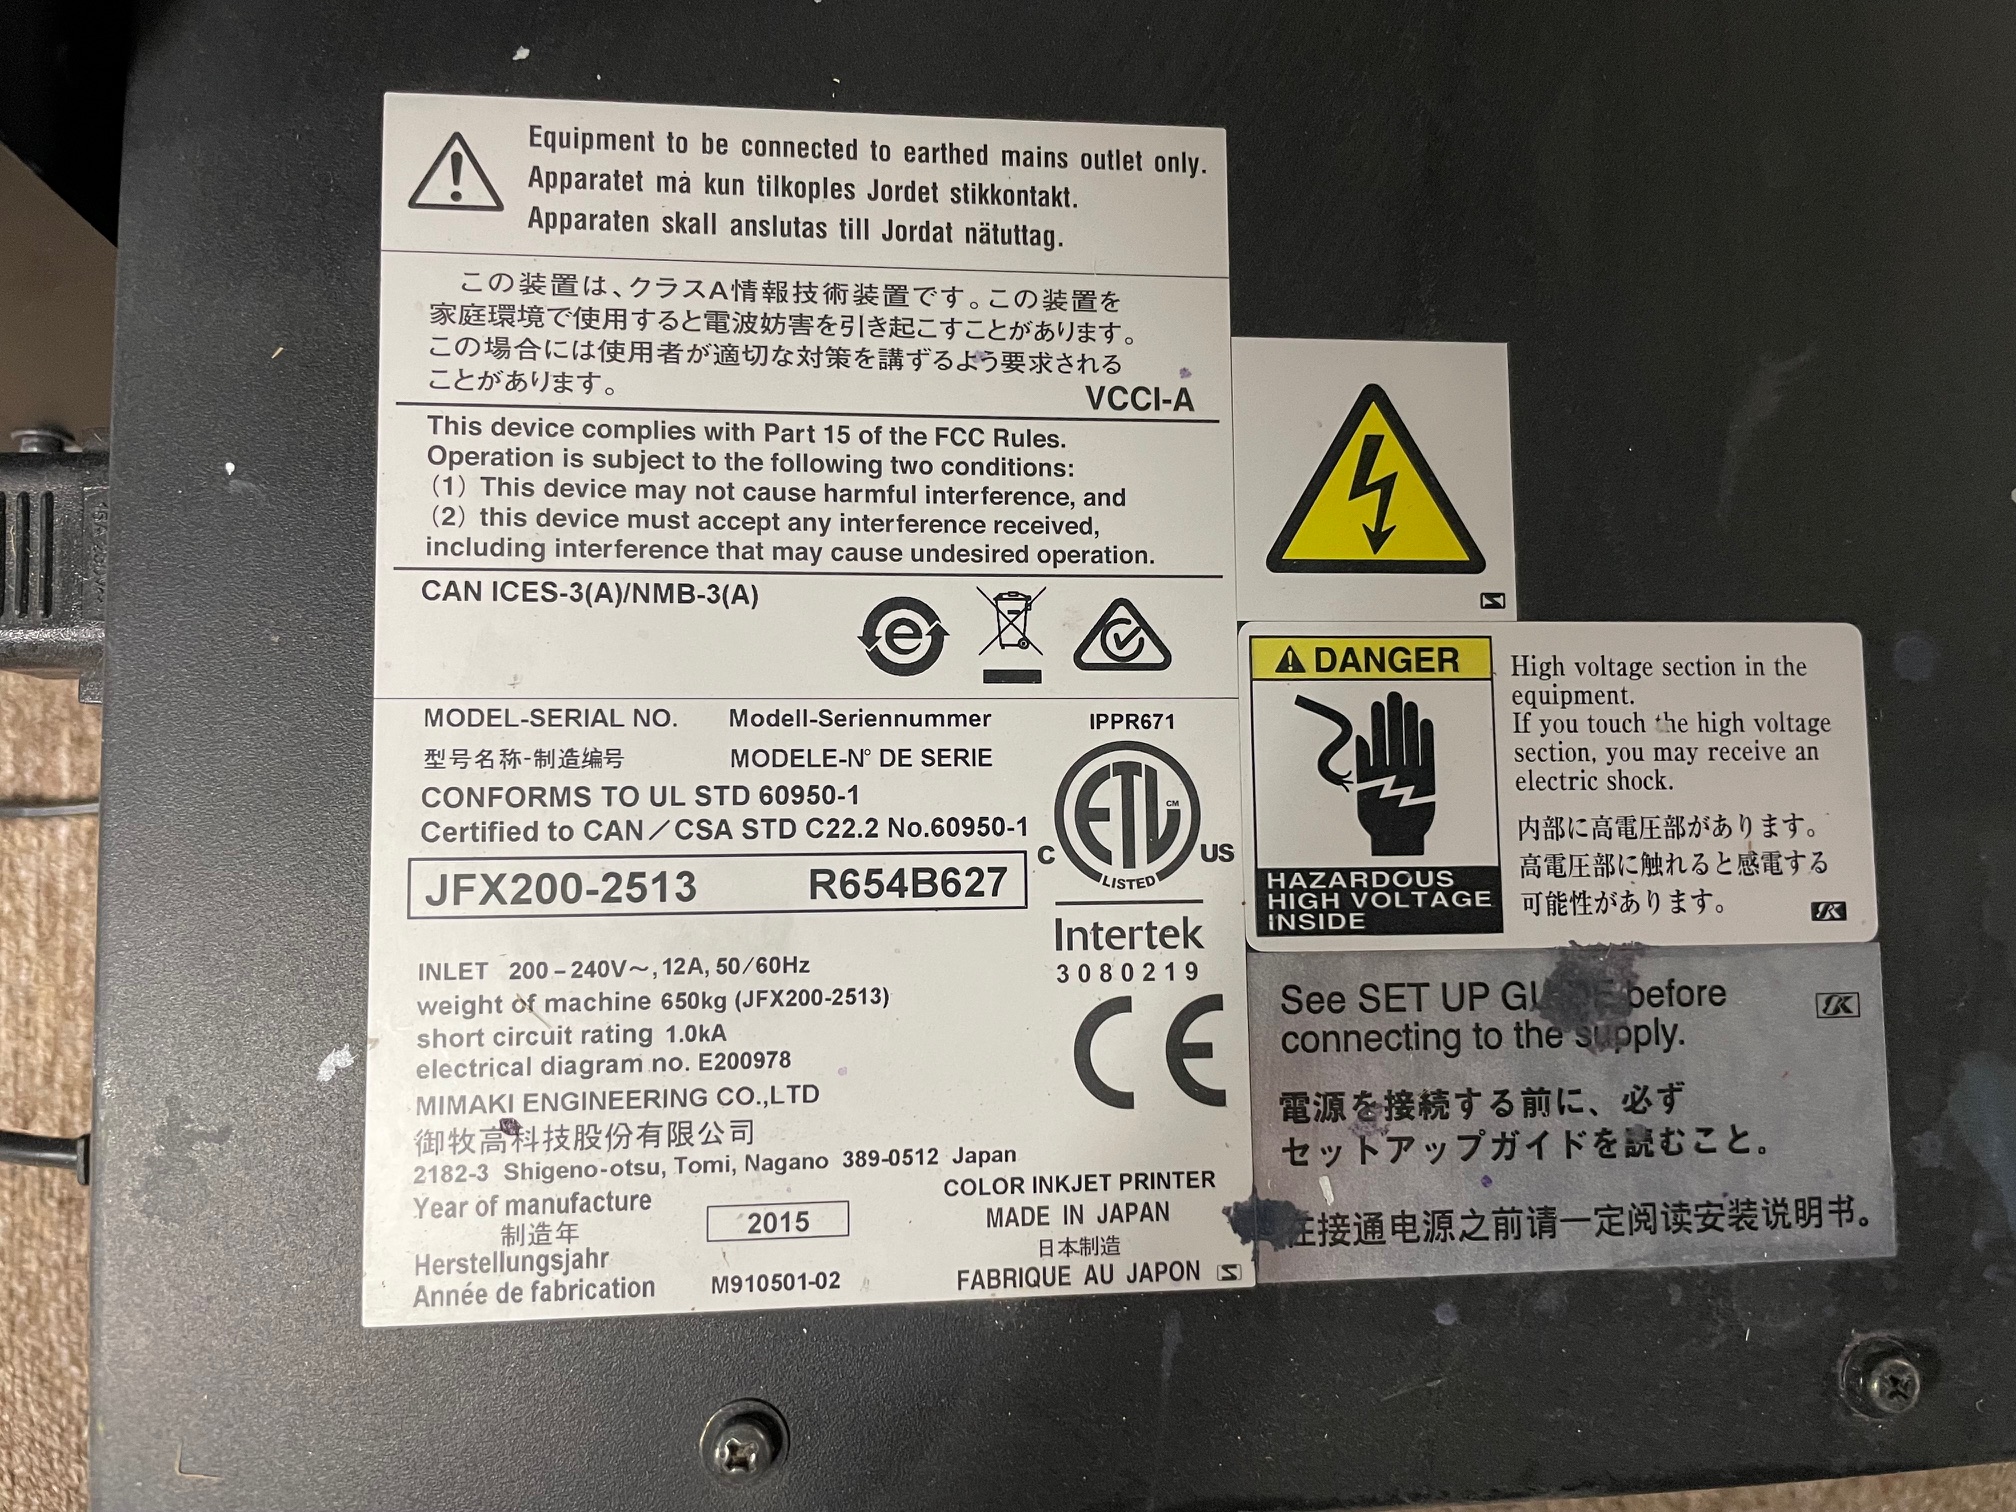 Equipment to be connected to earthed mains outlet only.
Apparatet må kun tilkoples Jordet stikkontakt.
Apparaten skall anslutas till Jordat nätuttag.
この装置は、クラスA情報技術装置です。この装置を
家庭環境で使用すると電波妨害を引き起こすことがあります。
この場合には使用者が適切な対策を講ずるよう要求される
ことがあります。
VCCI-A
This device complies with Part 15 of the FCC Rules.
Operation is subject to the following two conditions:
(1) This device may not cause harmful interference, and
(2) this device must accept any interference received,
including interference that may cause undesired operation.
CAN ICES-3(A)/NMB-3(A)
MODEL-SERIAL NO. Modell-Seriennummer
型号名称-制造编号 MODELE-N° DE SERIE
CONFORMS TO UL STD 60950-1
Certified to CAN/CSA STD C22.2 No.60950-1
JFX200-2513 R654B627
IPPR671
ETL CM
C US
LISTED
Intertek
3080219
CE
INLET 200-240V~, 12A, 50/60Hz
weight of machine 650kg (JFX200-2513)
short circuit rating 1.0kA
electrical diagram no. E200978
MIMAKI ENGINEERING CO.,LTD
御牧高科技股份有限公司
2182-3 Shigeno-otsu, Tomi, Nagano 389-0512 Japan
Year of manufacture
制造年
Herstellungsjahr
Année de fabrication
2015
M910501-02
COLOR INKJET PRINTER
MADE IN JAPAN
日本制造
FABRIQUE AU JAPON
DANGER
HAZARDOUS
HIGH VOLTAGE
INSIDE
High voltage section in the
equipment.
If you touch the high voltage
section, you may receive an
electric shock.
内部に高電圧部があります。
高電圧部に触れると感電する
可能性があります。
See SET UP GUIDE before
connecting to the supply.
電源を接続する前に、必ず
セットアップガイドを読むこと。
在接通电源之前请一定阅读安装说明书。